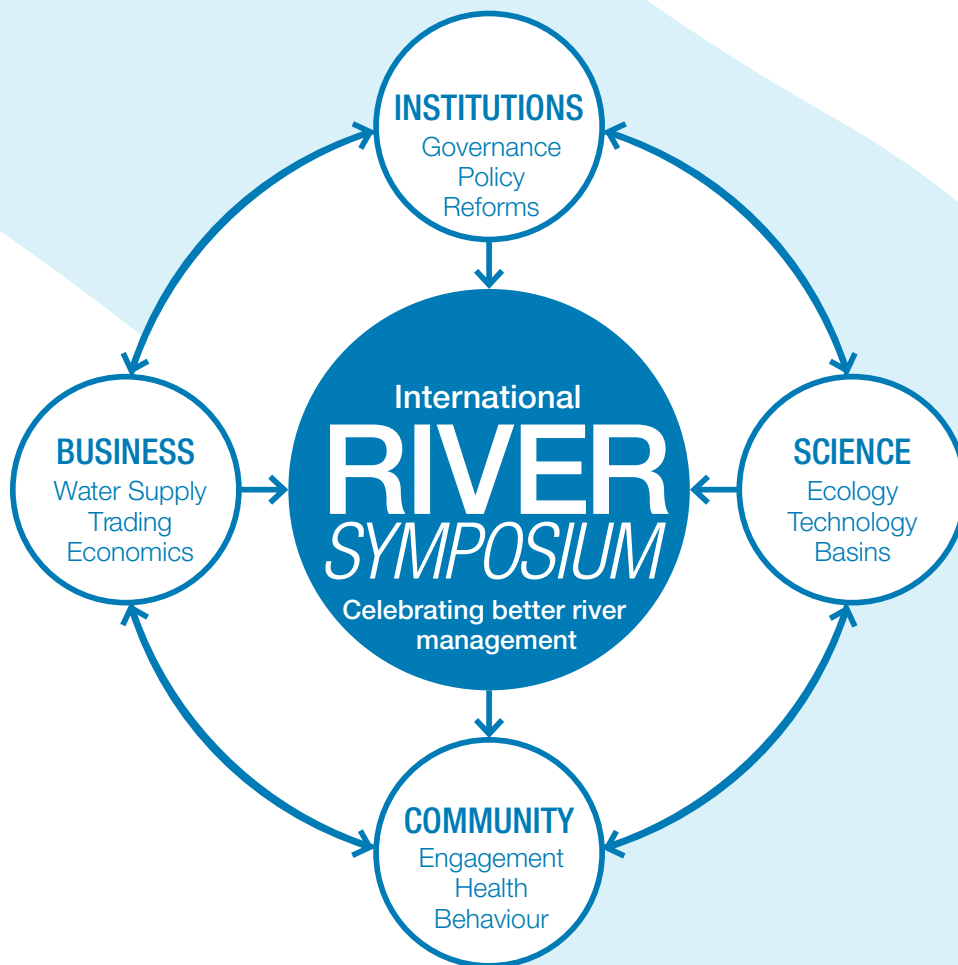 INSTITUTIONS
Governance
Policy
Reforms
BUSINESS
Water Supply
Trading
Economics
International
RIVER
SYMPOSIUM
Celebrating better river
management
SCIENCE
Ecology
Technology
Basins
COMMUNITY
Engagement
Health
Behaviour